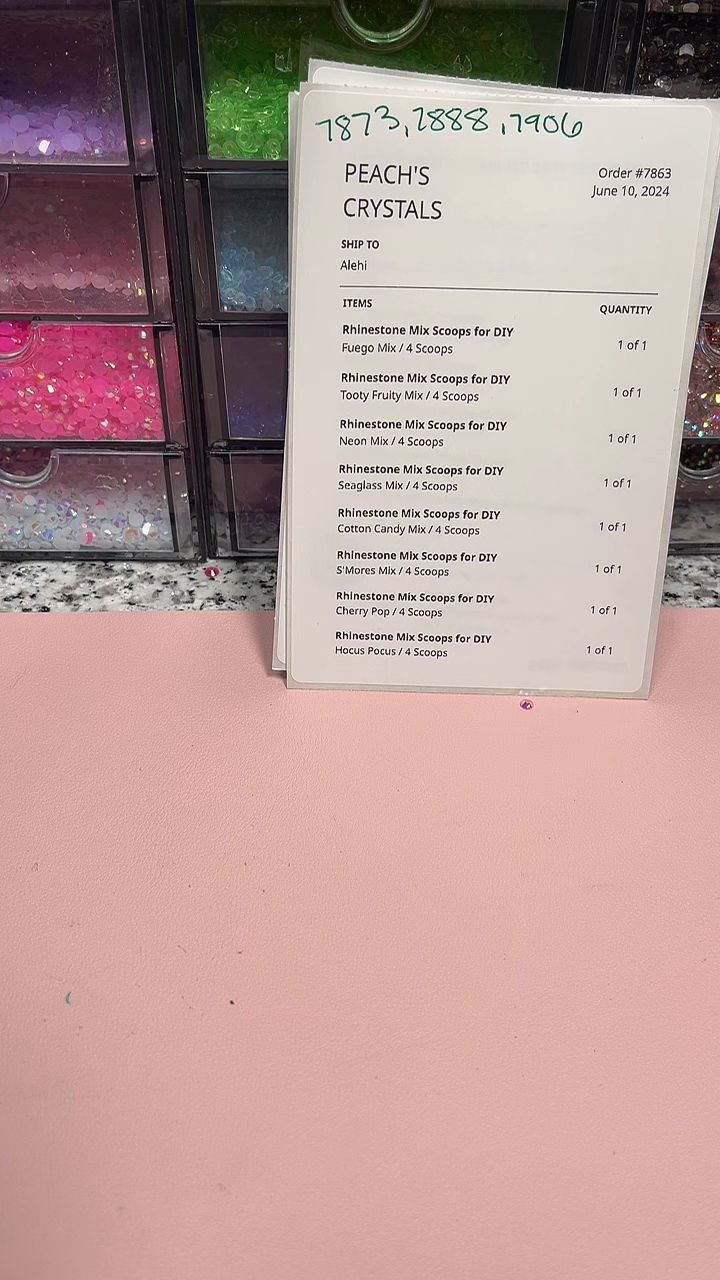 7873, 7888, 7906
PEACH'S
CRYSTALS
Order #7863
June 10, 2024
SHIP TO
Alehi
ITEMS QUANTITY
Rhinestone Mix Scoops for DIY
Fuego Mix / 4 Scoops 1 of 1
Rhinestone Mix Scoops for DIY
Tooty Fruity Mix / 4 Scoops 1 of 1
Rhinestone Mix Scoops for DIY
Neon Mix / 4 Scoops 1 of 1
Rhinestone Mix Scoops for DIY
Seaglass Mix / 4 Scoops 1 of 1
Rhinestone Mix Scoops for DIY
Cotton Candy Mix / 4 Scoops 1 of 1
Rhinestone Mix Scoops for DIY
S'Mores Mix / 4 Scoops 1 of 1
Rhinestone Mix Scoops for DIY
Cherry Pop / 4 Scoops 1 of 1
Rhinestone Mix Scoops for DIY
Hocus Pocus / 4 Scoops 1 of 1